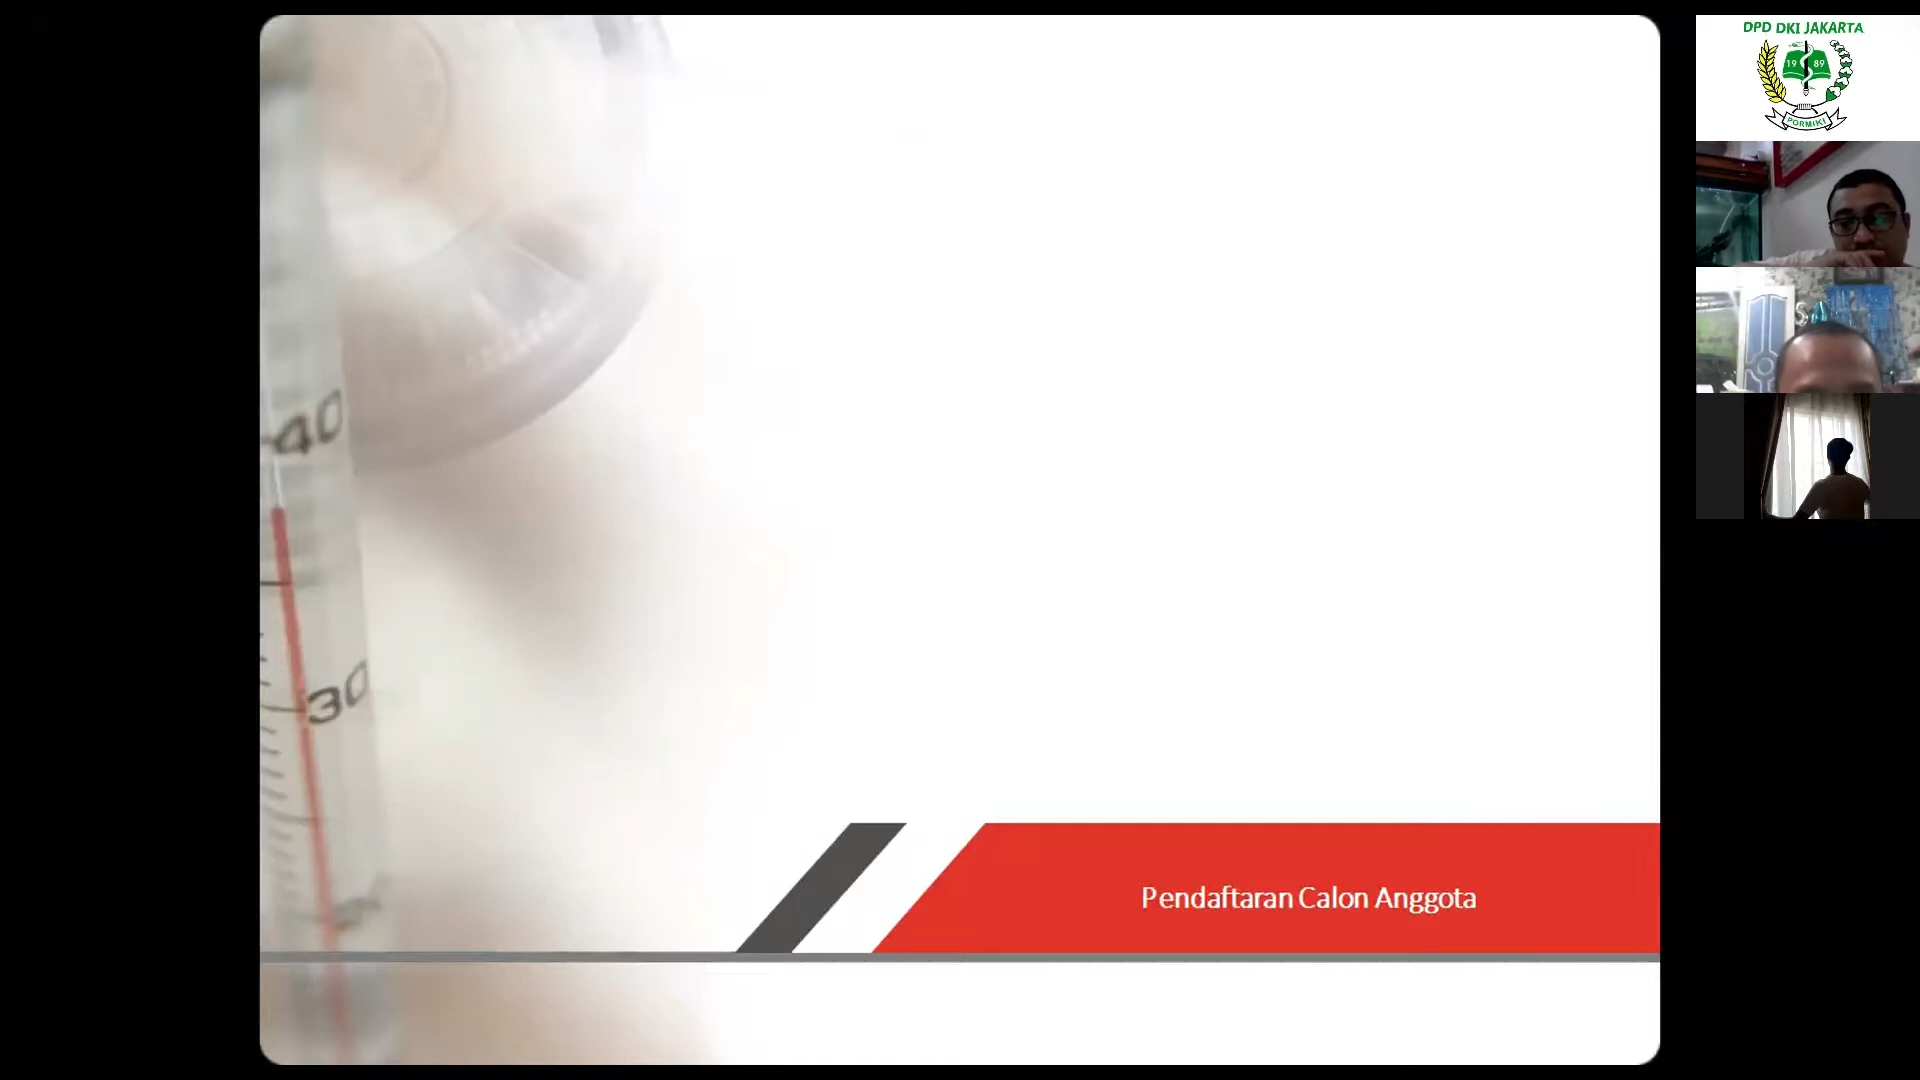 40
30
Pendaftaran Calon Anggota
DPD DKI JAKARTA
19 89
PORMIKI